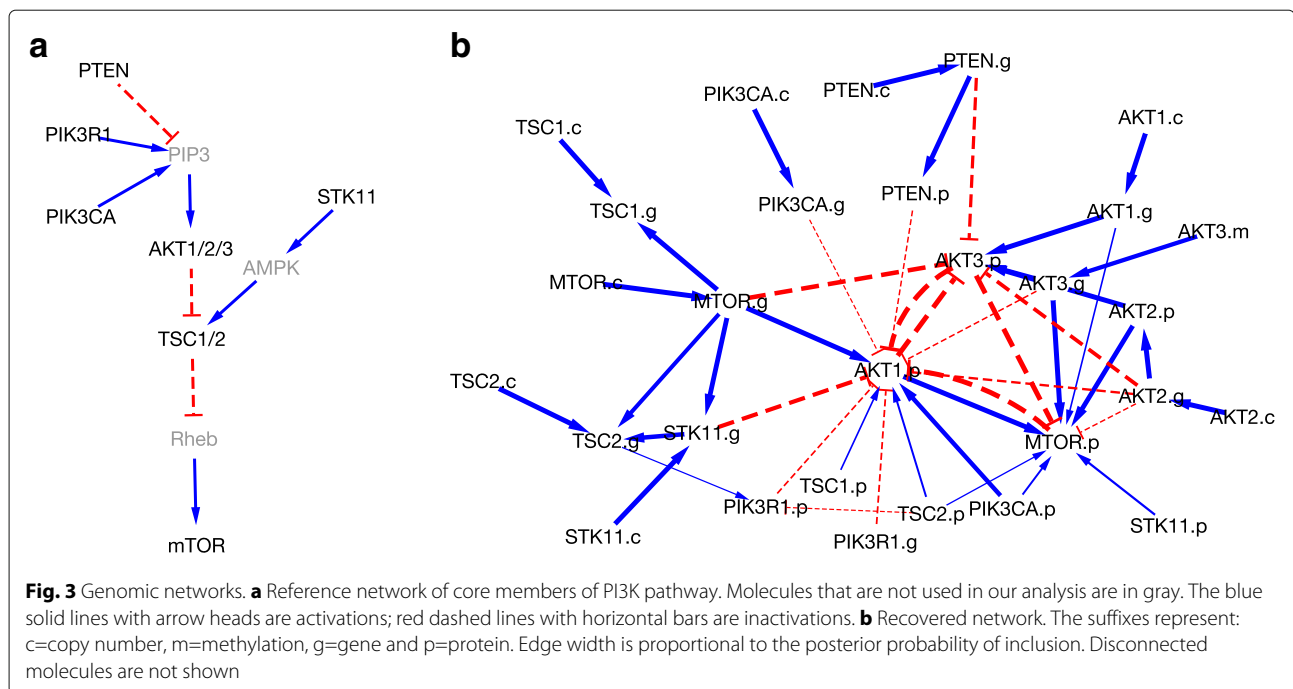 a
PTEN
PIK3R1
PIP3
PIK3CA
STK11
AKT1/2/3
AMPK
TSC1/2
Rheb
mTOR
b
PTEN.g
PTEN.c
PIK3CA.c
AKT1.c
TSC1.c
PTEN.p
PIK3CA.g
TSC1.g
AKT1.g
AKT3.m
AKT3.p
AKT3.g
MTOR.c
MTOR.g
AKT2.p
AKT1.p
TSC2.c
AKT2.g
AKT2.c
TSC2.g
STK11.g
MTOR.p
TSC1.p
PIK3R1.p
TSC2.p
PIK3CA.p
STK11.p
STK11.c
PIK3R1.g
Fig. 3 Genomic networks. a Reference network of core members of PI3K pathway. Molecules that are not used in our analysis are in gray. The blue
solid lines with arrow heads are activations; red dashed lines with horizontal bars are inactivations. b Recovered network. The suffixes represent:
c=copy number, m=methylation, g=gene and p=protein. Edge width is proportional to the posterior probability of inclusion. Disconnected
molecules are not shown